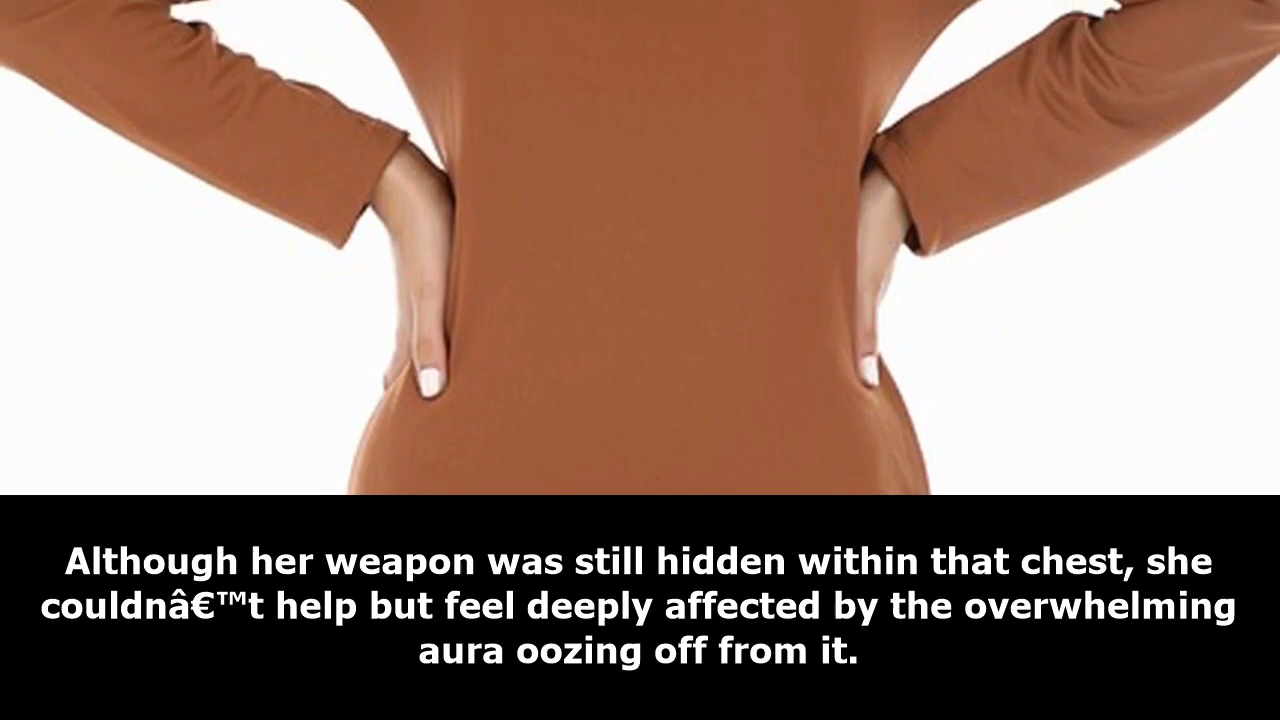 Although her weapon was still hidden within that chest, she
couldnâ€™t help but feel deeply affected by the overwhelming
aura oozing off from it.